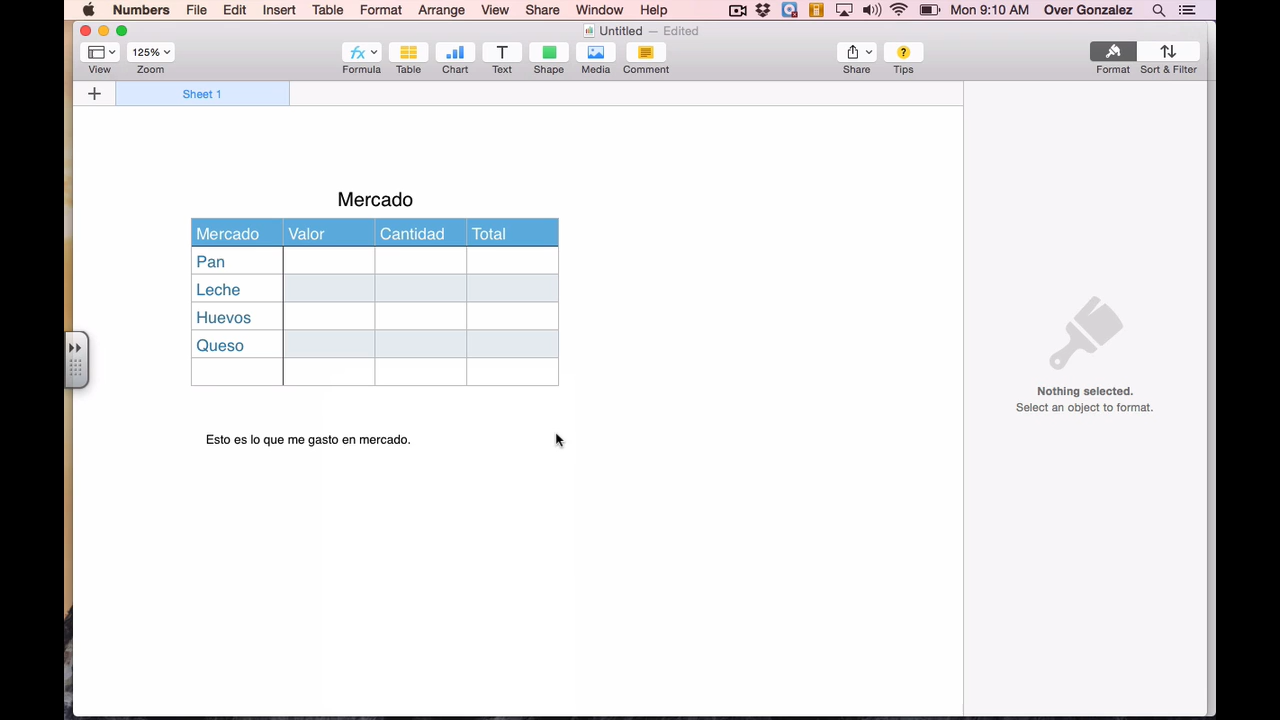 Numbers File Edit Insert Table Format Arrange View Share Window Help Mon 9:10 AM Over Gonzalez
Untitled — Edited
125%
View Zoom Formula Table Chart Text Shape Media Comment Share Tips Format Sort & Filter
Sheet 1
Mercado
Mercado Valor Cantidad Total
Pan
Leche
Huevos
Queso
Nothing selected.
Select an object to format.
Esto es lo que me gasto en mercado.